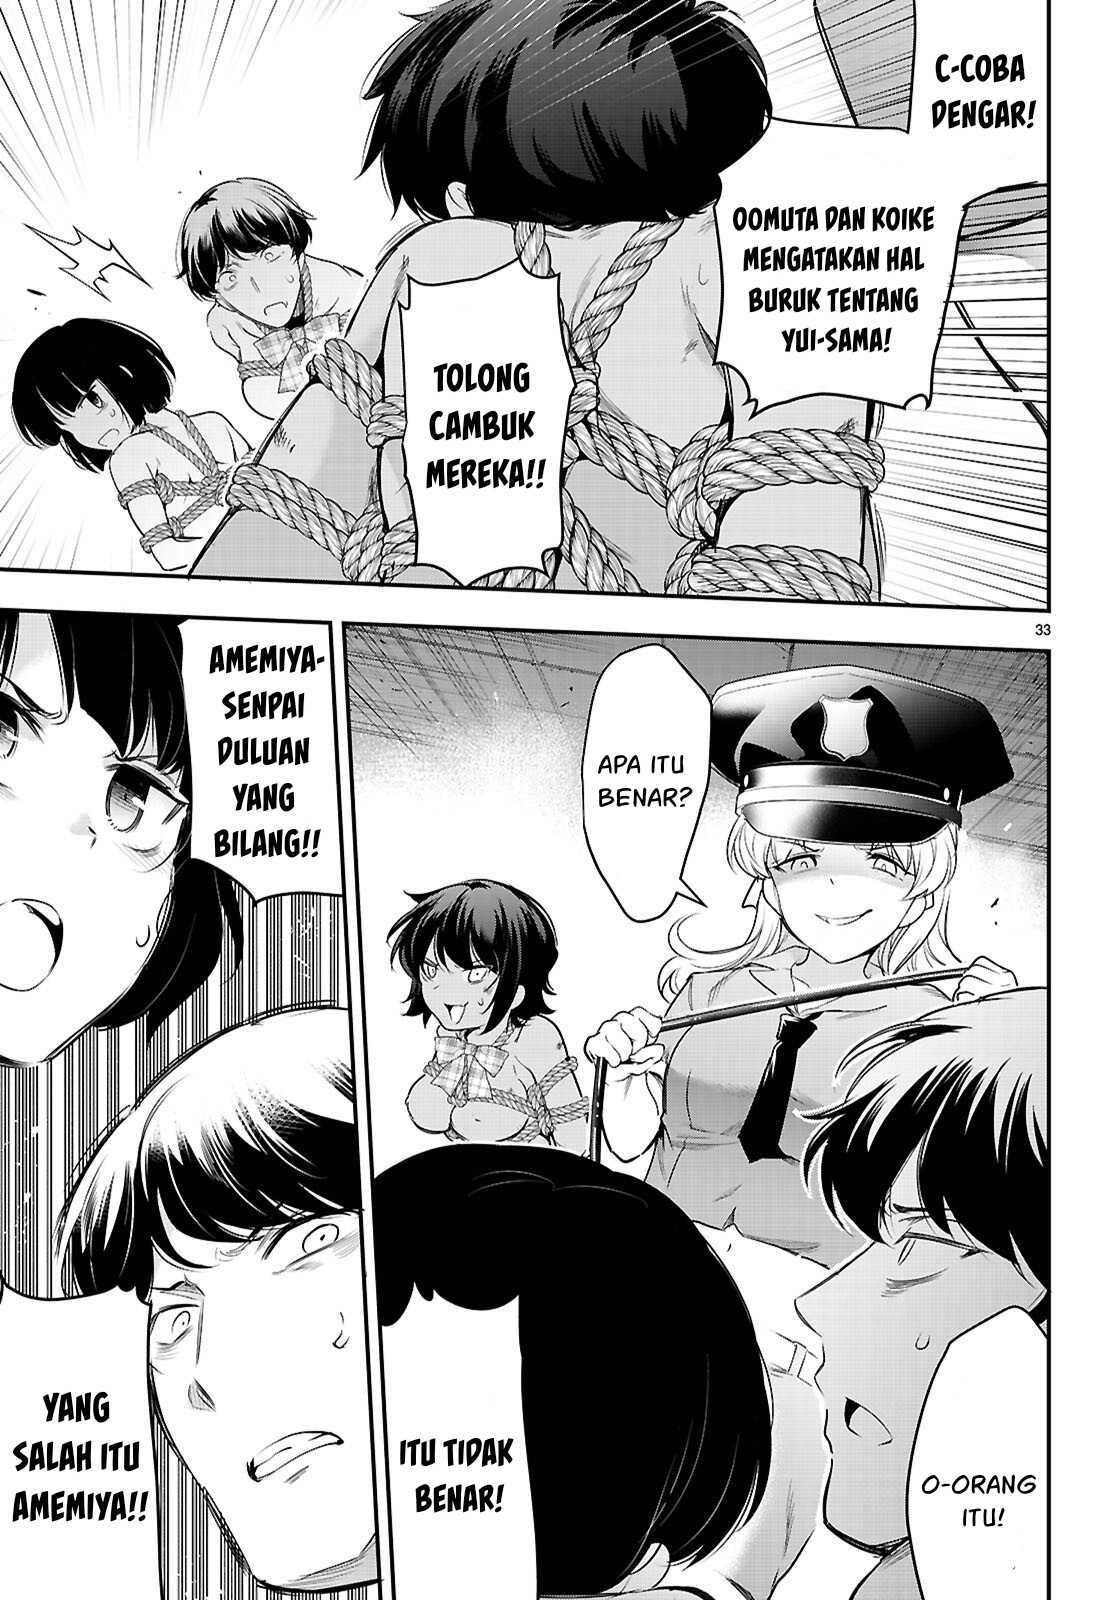 C-COBA
DENGAR!
OOMUTA DAN KOIKE
MENGATAKAN HAL
BURUK TENTANG
YUI-SAMA!
TOLONG
CAMBUK
MEREKA!!
33
APA ITU
BENAR?
O-ORANG
ITU!
ITU TIDAK
BENAR!
AMEMIYA-
SENPAI
DULUAN
YANG
BILANG!!
YANG
SALAH ITU
AMEMIYA!!